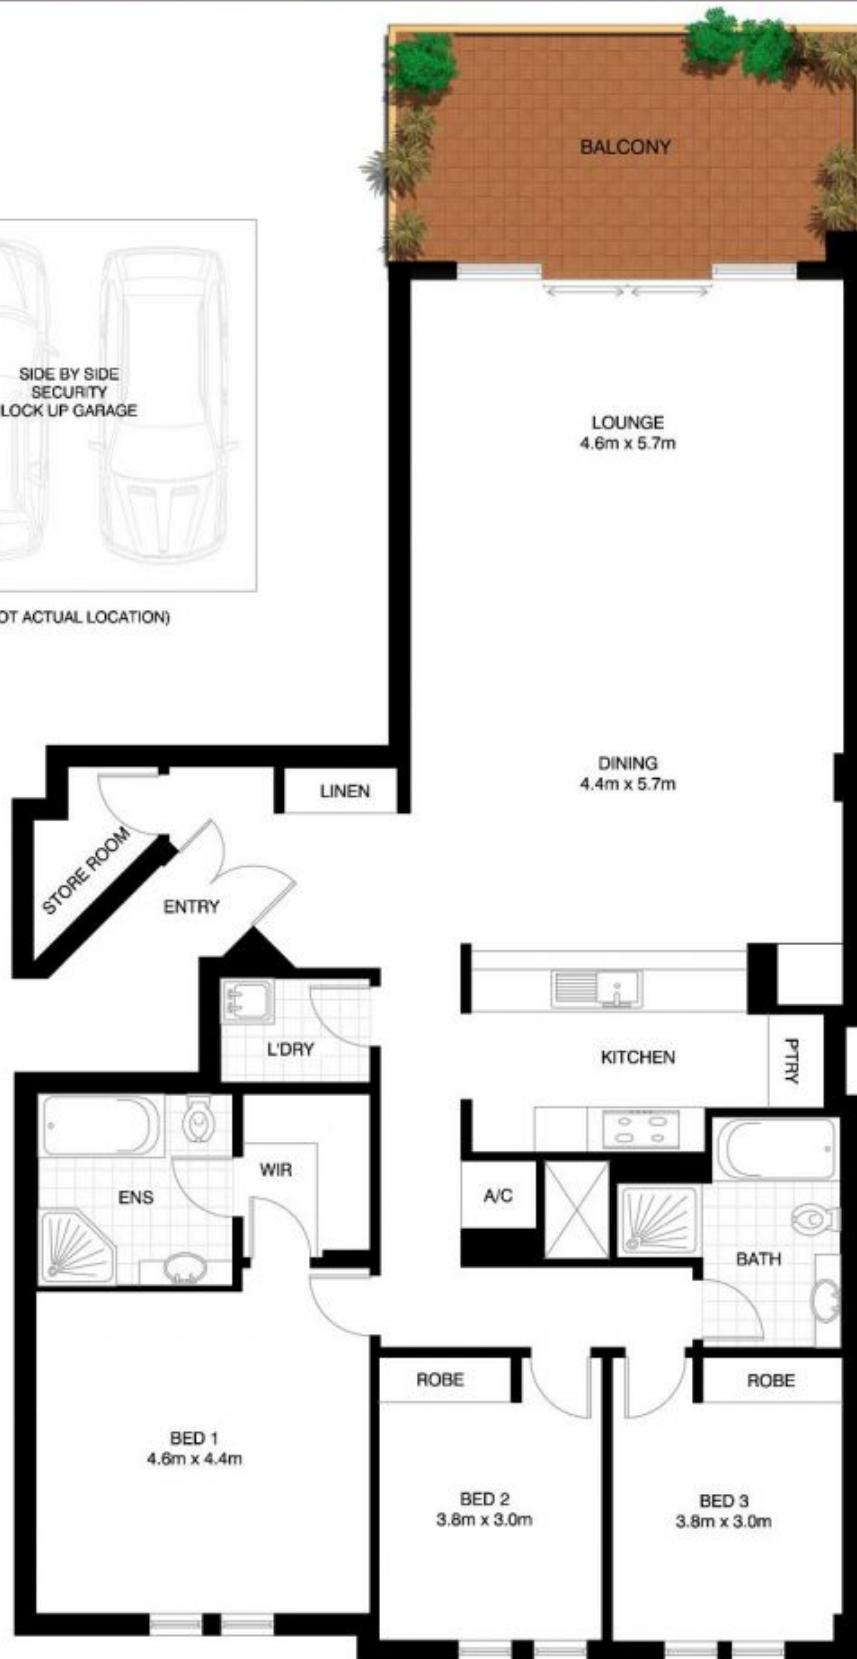 BALCONY
SIDE BY SIDE
SECURITY
LOCK UP GARAGE
LOUNGE
4.6m x 5.7m
OT ACTUAL LOCATION)
DINING
4.4m x 5.7m
LINEN
STORE ROOM
ENTRY
L'DRY
KITCHEN
PTRY
WIR
ENS
A/C
BATH
ROBE
ROBE
BED 1
4.6m x 4.4m
BED 2
3.8m x 3.0m
BED 3
3.8m x 3.0m